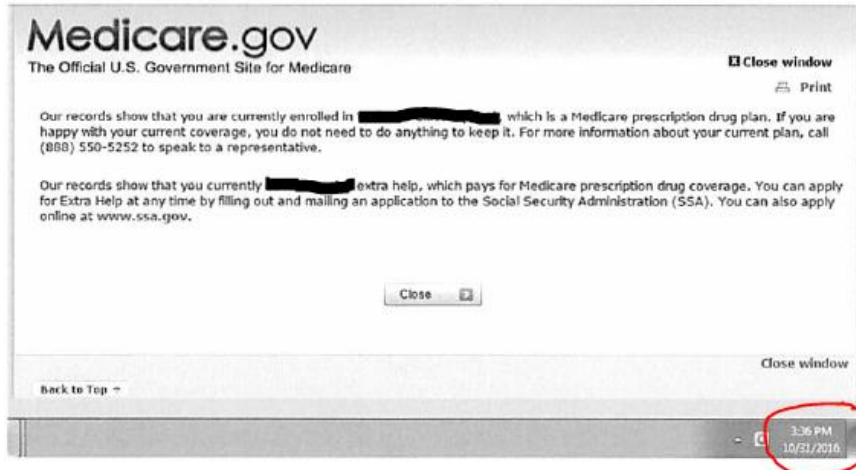 Medicare.gov
The Official U.S. Government Site for Medicare
Close window
Print
Our records show that you are currently enrolled in , which is a Medicare prescription drug plan. If you are
happy with your current coverage, you do not need to do anything to keep it. For more information about your current plan, call
(888) 550-5252 to speak to a representative.
Our records show that you currently extra help, which pays for Medicare prescription drug coverage. You can apply
for Extra Help at any time by filling out and mailing an application to the Social Security Administration (SSA). You can also apply
online at www.ssa.gov.
Close
Close window
Back to Top
3:36 PM
10/31/2016